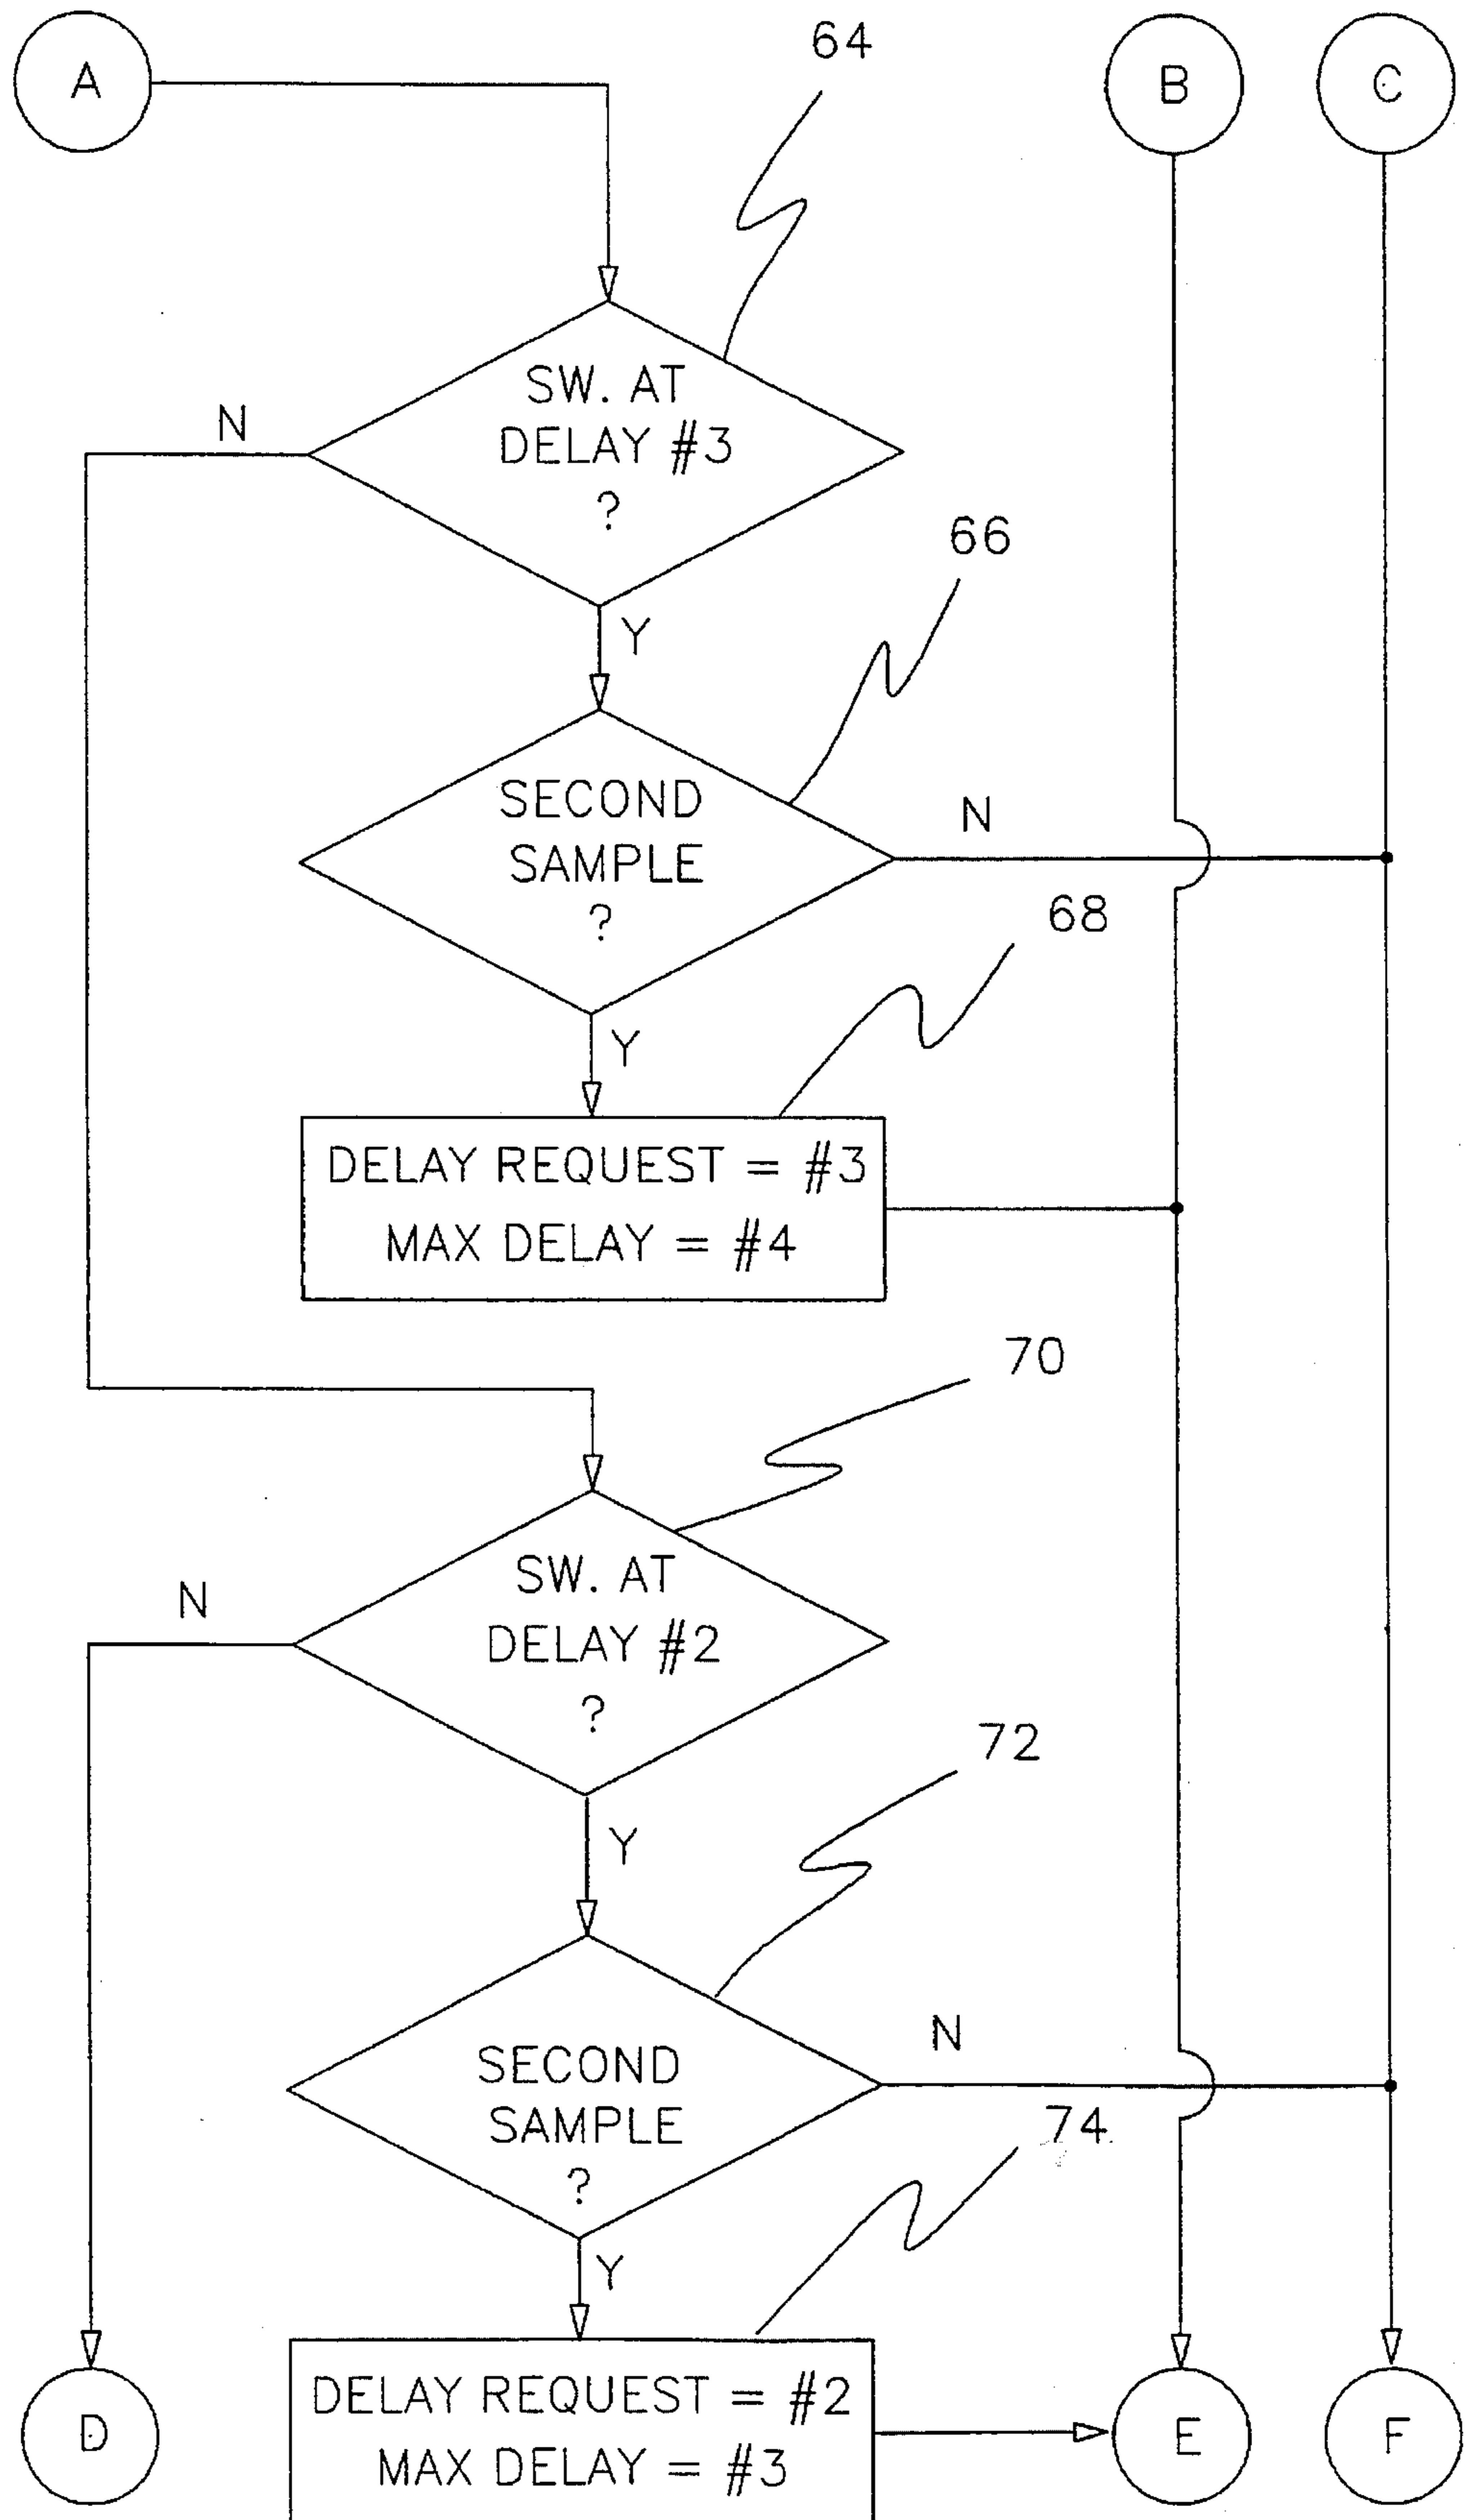 A
64
B
C
SW. AT
DELAY #3
?
N
Y
66
SECOND
SAMPLE
?
N
Y
68
DELAY REQUEST = #3
MAX DELAY = #4
70
SW. AT
DELAY #2
?
N
Y
72
SECOND
SAMPLE
?
N
Y
74
DELAY REQUEST = #2
MAX DELAY = #3
D
E
F